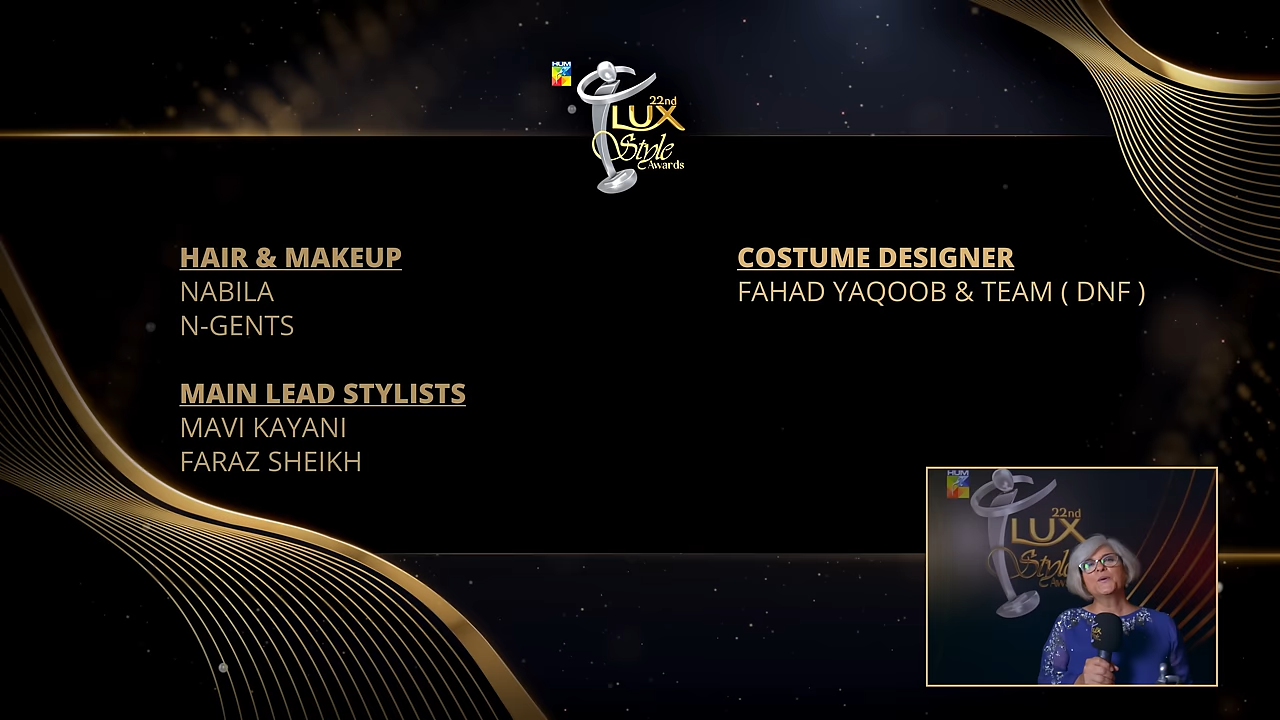 HUM
22nd
LUX
Style
Awards
HAIR & MAKEUP
NABILA
N-GENTS
MAIN LEAD STYLISTS
MAVI KAYANI
FARAZ SHEIKH
COSTUME DESIGNER
FAHAD YAQOOB & TEAM ( DNF )
HUM
22nd
LUX
Style